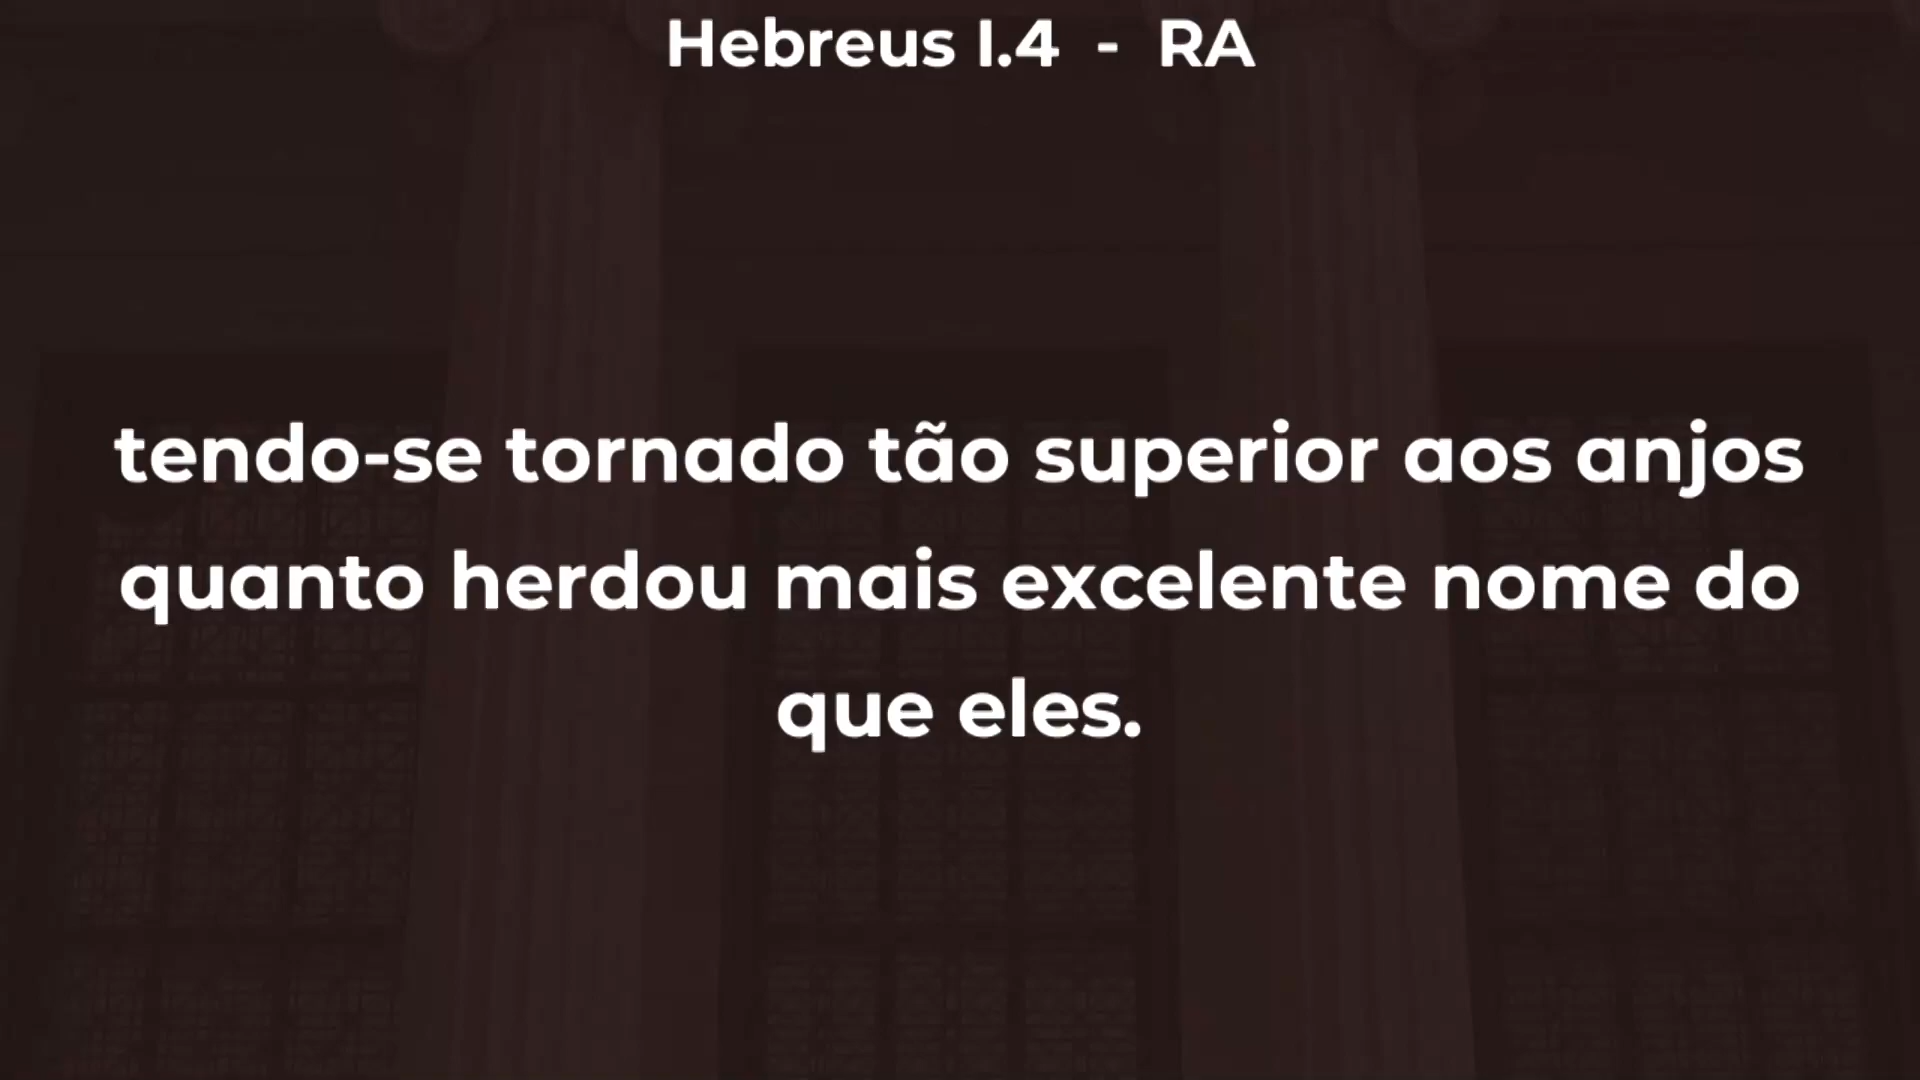 Hebreus I.4 - RA
tendo-se tornado tão superior aos anjos
quanto herdou mais excelente nome do
que eles.